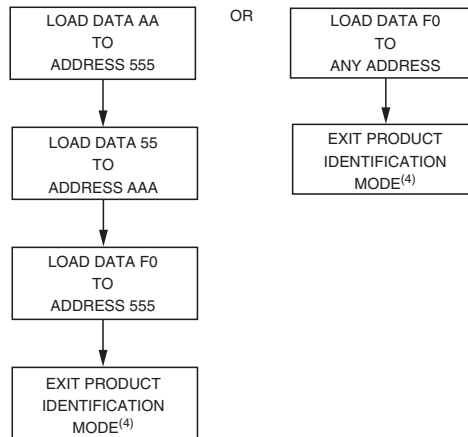 LOAD DATA AA
TO
ADDRESS 555
LOAD DATA 55
TO
ADDRESS AAA
LOAD DATA F0
TO
ADDRESS 555
EXIT PRODUCT
IDENTIFICATION
MODE(4)
OR
LOAD DATA F0
TO
ANY ADDRESS
EXIT PRODUCT
IDENTIFICATION
MODE(4)